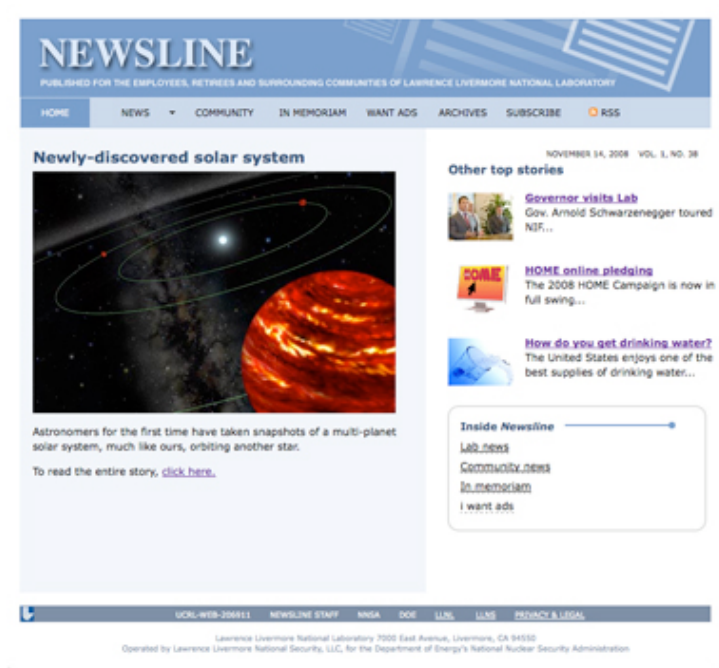 NEWSLINE
PUBLISHED FOR THE EMPLOYEES, RETIREES AND SURROUNDING COMMUNITIES OF LAWRENCE LIVERMORE NATIONAL LABORATORY
HOME NEWS COMMUNITY IN MEMORIAM WANT ADS ARCHIVES SUBSCRIBE RSS
NOVEMBER 14, 2008 VOL. 1, NO. 38
Newly-discovered solar system
Astronomers for the first time have taken snapshots of a multi-planet
solar system, much like ours, orbiting another star.
To read the entire story, click here.
Other top stories
Governor visits Lab
Gov. Arnold Schwarzenegger toured
NIF...
HOME
HOME online pledging
The 2008 HOME Campaign is now in
full swing...
How do you get drinking water?
The United States enjoys one of the
best supplies of drinking water...
Inside Newsline
Lab news
Community news
In memoriam
i want ads
UCRL-WEB-206911 NEWSLINE STAFF NNSA DOE LLNL LLNS PRIVACY & LEGAL
Lawrence Livermore National Laboratory 7000 East Avenue, Livermore, CA 94550
Operated by Lawrence Livermore National Security, LLC, for the Department of Energy's National Nuclear Security Administration